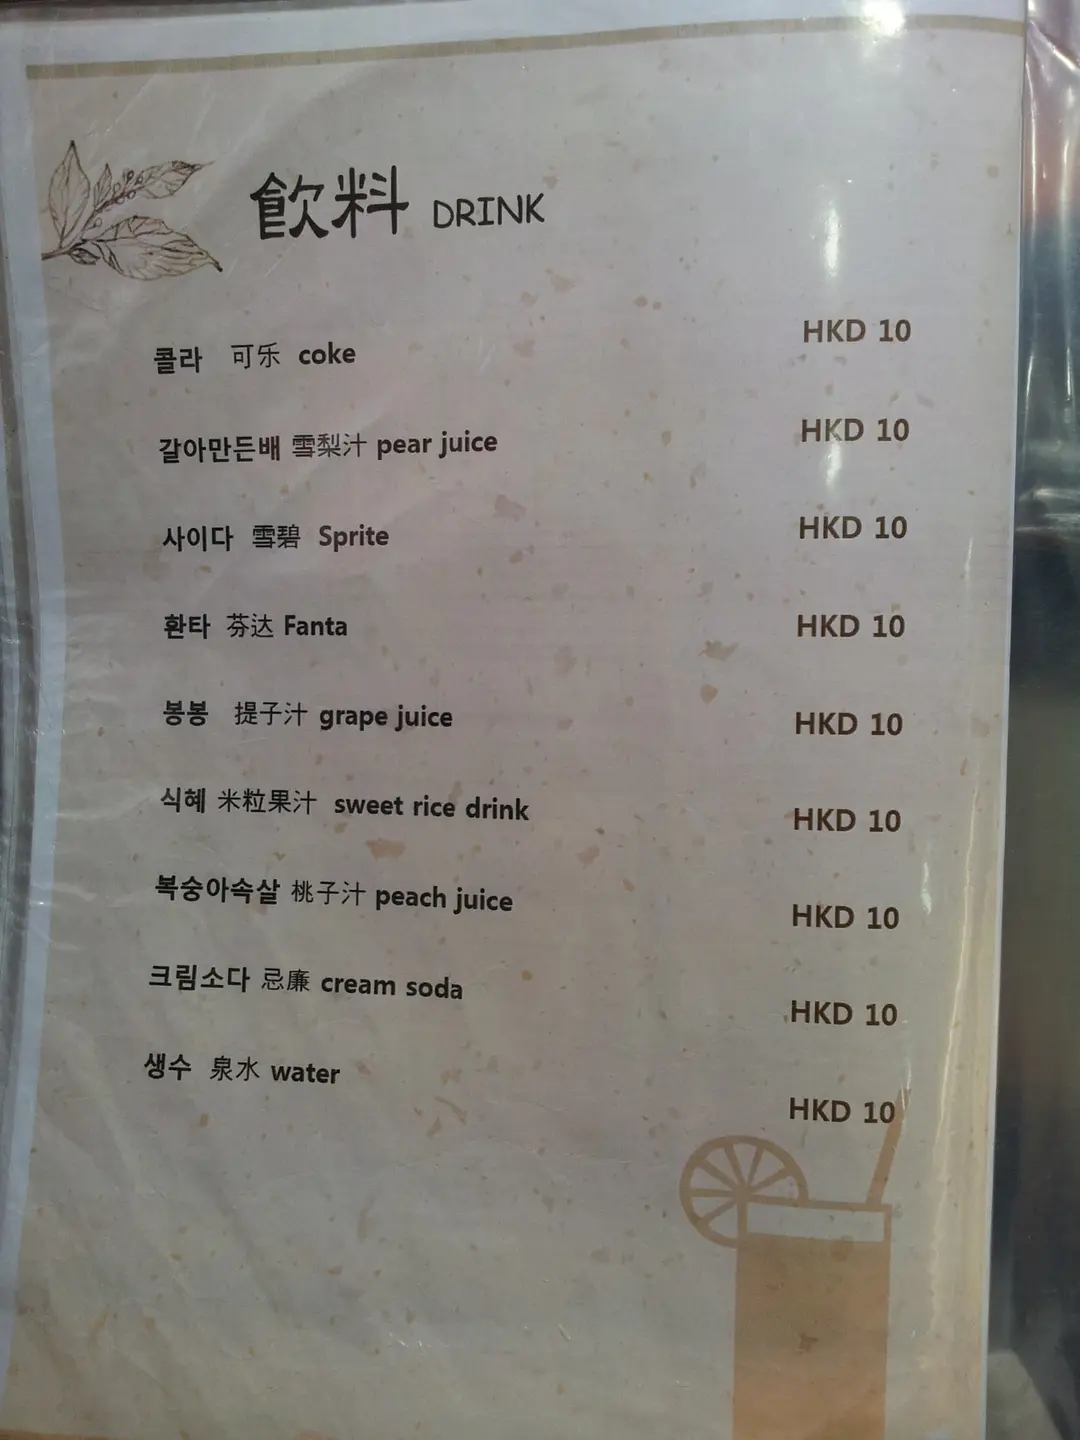 飲料 DRINK
콜라 可乐 coke HKD 10
갈아만든배 雪梨汁 pear juice HKD 10
사이다 雪碧 Sprite HKD 10
환타 芬达 Fanta HKD 10
봉봉 提子汁 grape juice HKD 10
식혜 米粒果汁 sweet rice drink HKD 10
복숭아속살 桃子汁 peach juice HKD 10
크림소다 忌廉 cream soda HKD 10
생수 泉水 water HKD 10